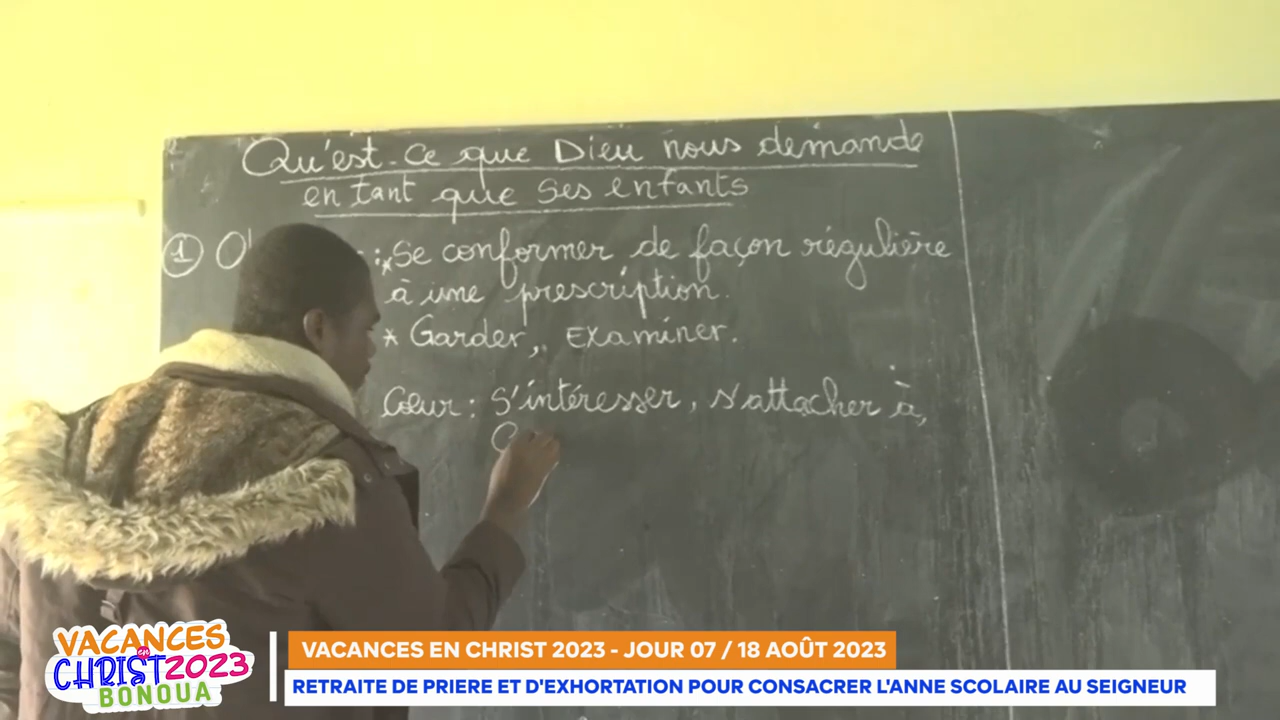 Qu'est-ce que Dieu nous demande
en tant que Ses enfants
1
: * Se conformer de façon régulière
à une prescription.
* Garder, Examiner.
Cœur : S'intéresser, s'attacher à,
VACANCES
en
CHRIST 2023
BONOUA
VACANCES EN CHRIST 2023 - JOUR 07 / 18 AOÛT 2023
RETRAITE DE PRIERE ET D'EXHORTATION POUR CONSACRER L'ANNE SCOLAIRE AU SEIGNEUR